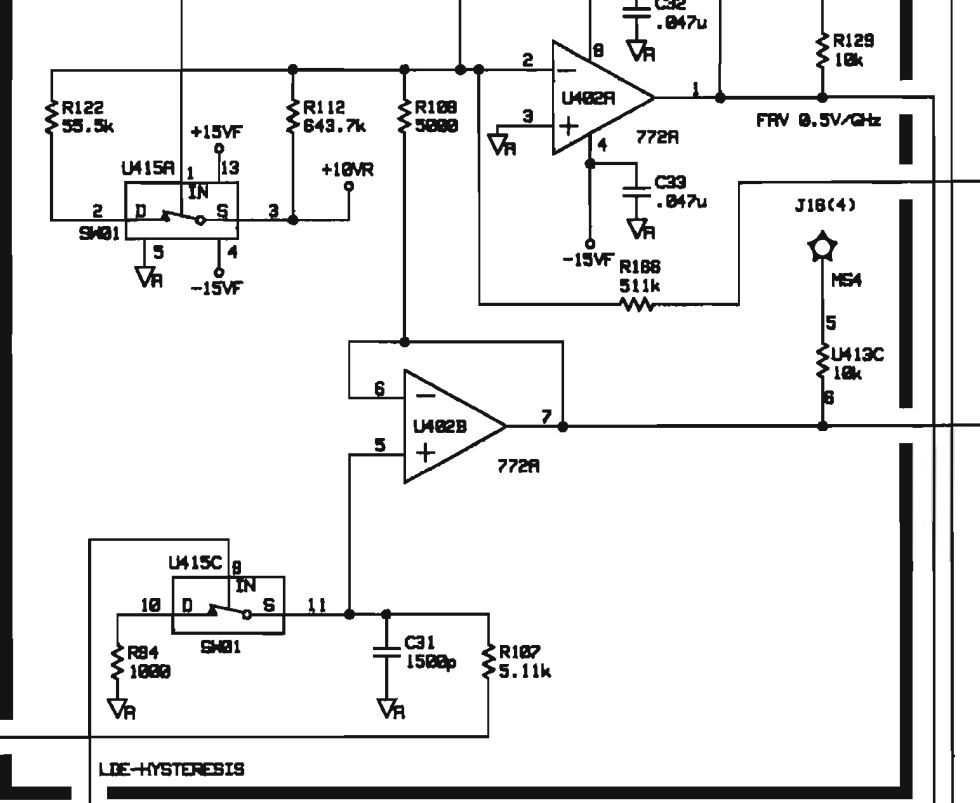 C32
.047u
R129
10k
2
8
U402A
1
3
772A
4
A
FRV 0.5V/GHz
R122
55.5k
R112
643.7k
R108
5000
+15VF
U415A
1
13
IN
+10VR
2
D
S
3
SW01
5
4
A
-15VF
C33
.047u
A
-15VF
R166
511k
J18(4)
MS4
5
U413C
10k
6
6
U402B
7
5
772A
U415C
9
IN
10
D
S
11
SW01
R94
1000
A
C31
1500p
A
R107
5.11k
LDE-HYSTERESIS